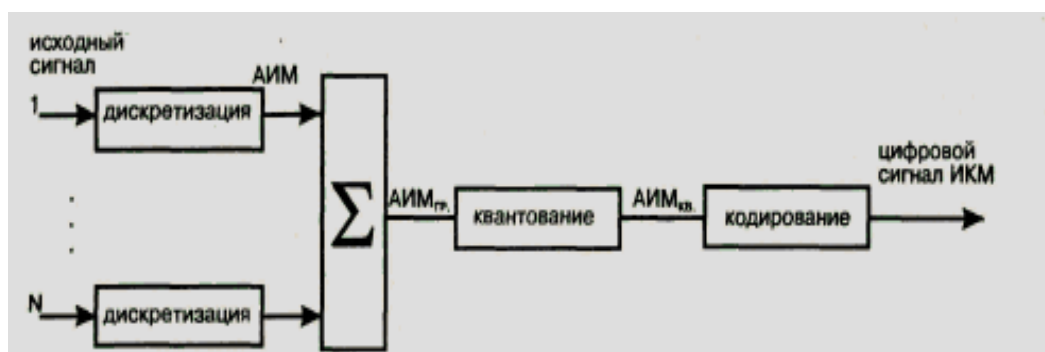 исходный
сигнал
АИМ
1
дискретизация
Σ
АИМгр.
квантование
АИМкв.
кодирование
цифровой
сигнал ИКМ
N
дискретизация